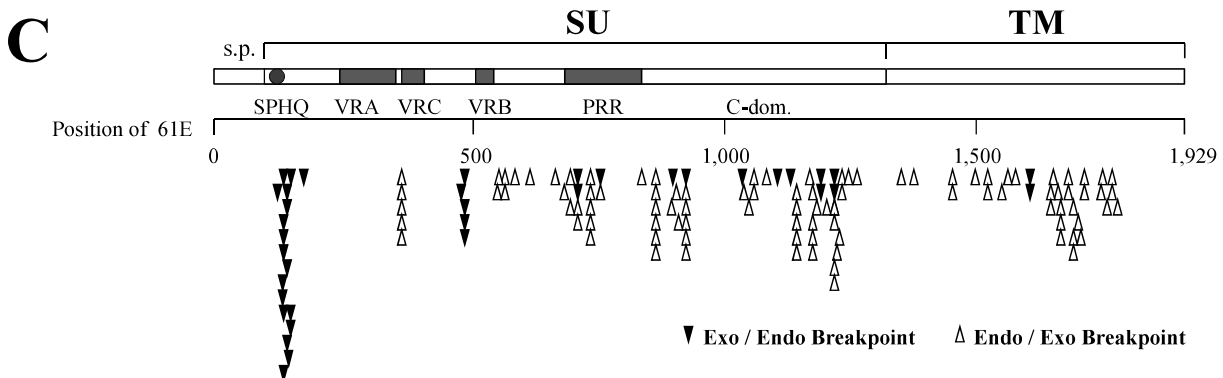 C
SU TM
s.p.
SPHQ VRA VRC VRB PRR C-dom.
Position of 61E
0 500 1,000 1,500 1,929
Exo / Endo Breakpoint Endo / Exo Breakpoint